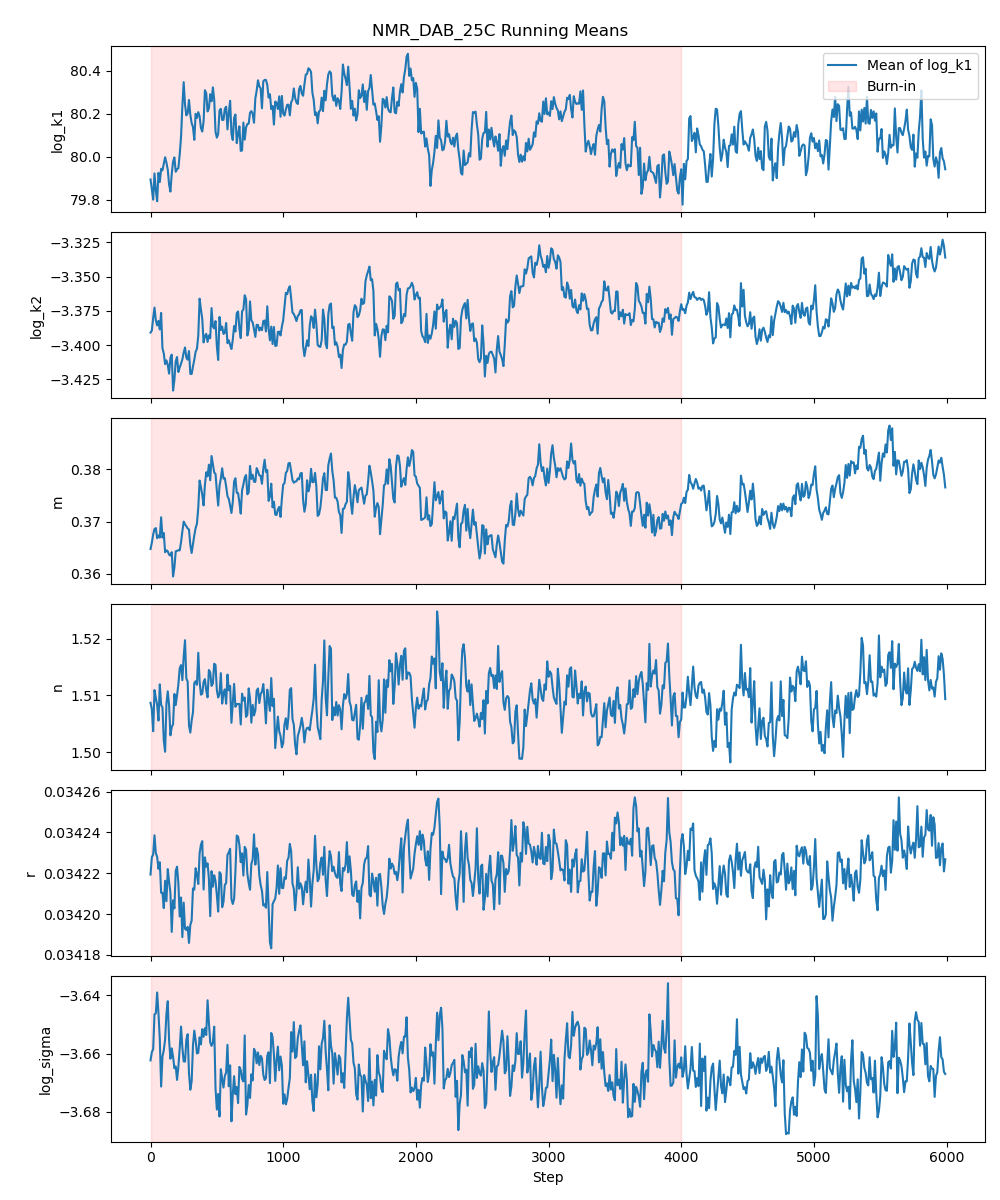 NMR_DAB_25C Running Means
Mean of log_k1
Burn-in
log_k1
80.4
80.2
80.0
79.8
log_k2
−3.325
−3.350
−3.375
−3.400
−3.425
m
0.38
0.37
0.36
n
1.52
1.51
1.50
r
0.03426
0.03424
0.03422
0.03420
0.03418
log_sigma
−3.64
−3.66
−3.68
0 1000 2000 3000 4000 5000 6000
Step